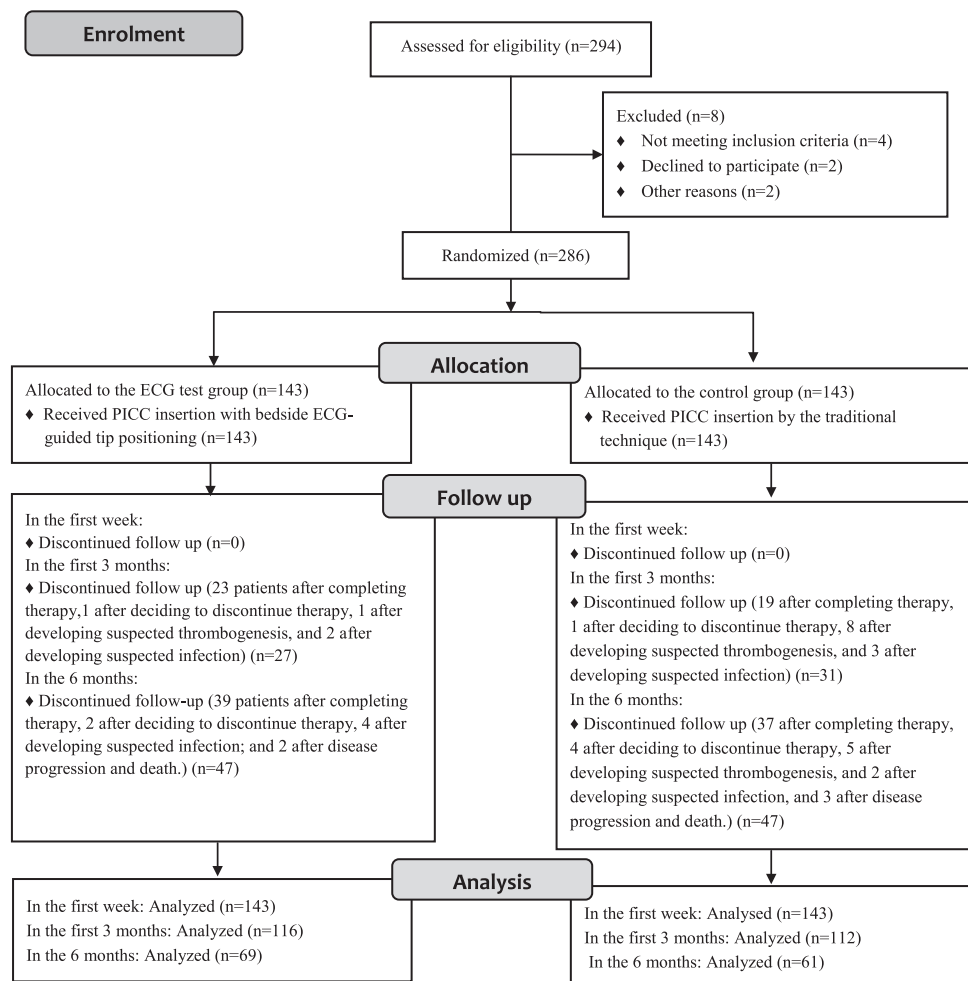 Enrolment
Assessed for eligibility (n=294)
Excluded (n=8)
♦ Not meeting inclusion criteria (n=4)
♦ Declined to participate (n=2)
♦ Other reasons (n=2)
Randomized (n=286)
Allocation
Allocated to the ECG test group (n=143)
♦ Received PICC insertion with bedside ECG-
guided tip positioning (n=143)
Allocated to the control group (n=143)
♦ Received PICC insertion by the traditional
technique (n=143)
Follow up
In the first week:
♦ Discontinued follow up (n=0)
In the first 3 months:
♦ Discontinued follow up (23 patients after completing
therapy,1 after deciding to discontinue therapy, 1 after
developing suspected thrombogenesis, and 2 after
developing suspected infection) (n=27)
In the 6 months:
♦ Discontinued follow-up (39 patients after completing
therapy, 2 after deciding to discontinue therapy, 4 after
developing suspected infection; and 2 after disease
progression and death.) (n=47)
In the first week:
♦ Discontinued follow up (n=0)
In the first 3 months:
♦ Discontinued follow up (19 after completing therapy,
1 after deciding to discontinue therapy, 8 after
developing suspected thrombogenesis, and 3 after
developing suspected infection) (n=31)
In the 6 months:
♦ Discontinued follow up (37 after completing therapy,
4 after deciding to discontinue therapy, 5 after
developing suspected thrombogenesis, and 2 after
developing suspected infection, and 3 after disease
progression and death.) (n=47)
Analysis
In the first week: Analyzed (n=143)
In the first 3 months: Analyzed (n=116)
In the 6 months: Analyzed (n=69)
In the first week: Analysed (n=143)
In the first 3 months: Analyzed (n=112)
In the 6 months: Analyzed (n=61)